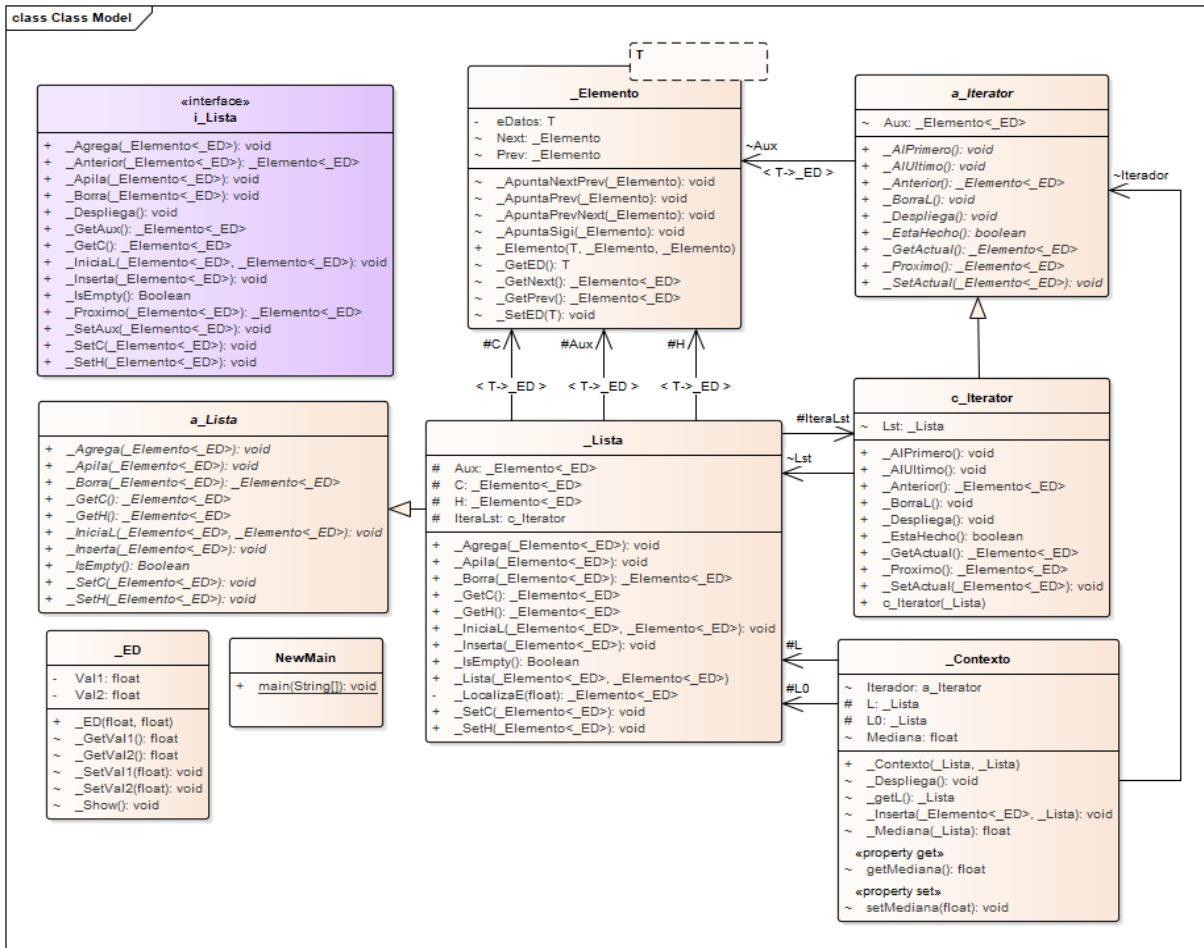 class Class Model
«interface»
i_Lista
+ _Agrega(_Elemento<_ED>): void
+ _Anterior(_Elemento<_ED>): _Elemento<_ED>
+ _Apila(_Elemento<_ED>): void
+ _Borra(_Elemento<_ED>): void
+ _Despliega(): void
+ _GetAux(): _Elemento<_ED>
+ _GetC(): _Elemento<_ED>
+ _IniciaL(_Elemento<_ED>, _Elemento<_ED>): void
+ _Inserta(_Elemento<_ED>): void
+ _IsEmpty(): Boolean
+ _Proximo(_Elemento<_ED>): _Elemento<_ED>
+ _SetAux(_Elemento<_ED>): void
+ _SetC(_Elemento<_ED>): void
+ _SetH(_Elemento<_ED>): void
T
_Elemento
- eDatos: T
~ Next: _Elemento
~ Prev: _Elemento
~ _ApuntaNextPrev(_Elemento): void
~ _ApuntaPrev(_Elemento): void
~ _ApuntaPrevNext(_Elemento): void
~ _ApuntaSigi(_Elemento): void
+ _Elemento(T, _Elemento, _Elemento)
~ _GetED(): T
~ _GetNext(): _Elemento<_ED>
~ _GetPrev(): _Elemento<_ED>
~ _SetED(T): void
~Aux
< T->_ED >
a_Iterator
~ Aux: _Elemento<_ED>
+ _AlPrimero(): void
+ _AlUltimo(): void
+ _Anterior(): _Elemento<_ED>
+ _BorraL(): void
+ _Despliega(): void
+ _EstaHecho(): boolean
+ _GetActual(): _Elemento<_ED>
+ _Proximo(): _Elemento<_ED>
+ _SetActual(_Elemento<_ED>): void
~Iterador
#C
#Aux
#H
< T->_ED >
< T->_ED >
< T->_ED >
a_Lista
+ _Agrega(_Elemento<_ED>): void
+ _Apila(_Elemento<_ED>): void
+ _Borra(_Elemento<_ED>): _Elemento<_ED>
+ _GetC(): _Elemento<_ED>
+ _GetH(): _Elemento<_ED>
+ _IniciaL(_Elemento<_ED>, _Elemento<_ED>): void
+ _Inserta(_Elemento<_ED>): void
+ _IsEmpty(): Boolean
+ _SetC(_Elemento<_ED>): void
+ _SetH(_Elemento<_ED>): void
_Lista
# Aux: _Elemento<_ED>
# C: _Elemento<_ED>
# H: _Elemento<_ED>
# IteraLst: c_Iterator
+ _Agrega(_Elemento<_ED>): void
+ _Apila(_Elemento<_ED>): void
+ _Borra(_Elemento<_ED>): _Elemento<_ED>
+ _GetC(): _Elemento<_ED>
+ _GetH(): _Elemento<_ED>
+ _IniciaL(_Elemento<_ED>, _Elemento<_ED>): void
+ _Inserta(_Elemento<_ED>): void
+ _IsEmpty(): Boolean
+ _Lista(_Elemento<_ED>, _Elemento<_ED>)
- _LocalizaE(float): _Elemento<_ED>
+ _SetC(_Elemento<_ED>): void
+ _SetH(_Elemento<_ED>): void
#IteraLst
~Lst
c_Iterator
~ Lst: _Lista
+ _AlPrimero(): void
+ _AlUltimo(): void
+ _Anterior(): _Elemento<_ED>
+ _BorraL(): void
+ _Despliega(): void
+ _EstaHecho(): boolean
+ _GetActual(): _Elemento<_ED>
+ _Proximo(): _Elemento<_ED>
+ _SetActual(_Elemento<_ED>): void
+ c_Iterator(_Lista)
_ED
- Val1: float
- Val2: float
+ _ED(float, float)
~ _GetVal1(): float
~ _GetVal2(): float
~ _SetVal1(float): void
~ _SetVal2(float): void
~ _Show(): void
NewMain
+ main(String[]): void
#L
#L0
_Contexto
~ Iterador: a_Iterator
# L: _Lista
# L0: _Lista
~ Mediana: float
+ _Contexto(_Lista, _Lista)
~ _Despliega(): void
~ _getL(): _Lista
~ _Inserta(_Elemento<_ED>, _Lista): void
~ _Mediana(_Lista): float
«property get»
~ getMediana(): float
«property set»
~ setMediana(float): void